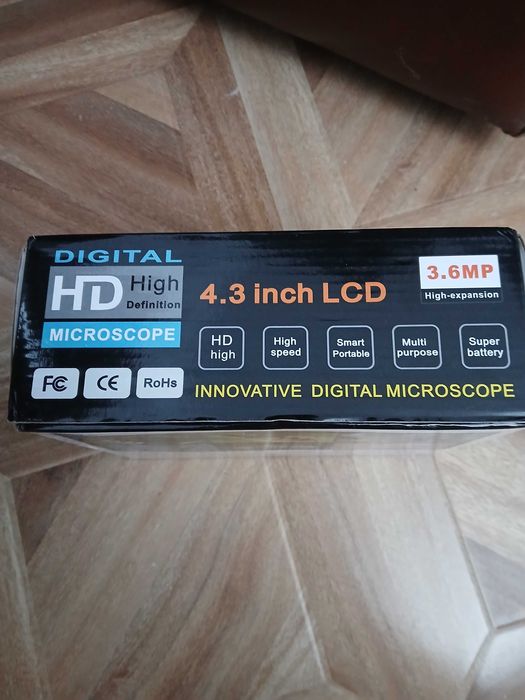 DIGITAL
HD High Definition
MICROSCOPE
FC CE RoHs
4.3 inch LCD
3.6MP
High-expansion
HD high
High speed
Smart Portable
Multi purpose
Super battery
INNOVATIVE DIGITAL MICROSCOPE